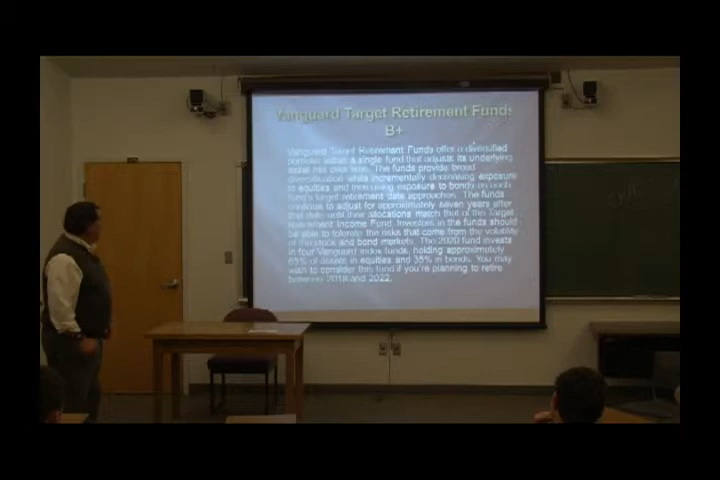 Vanguard Target Retirement Funds
B+
Vanguard Target Retirement Funds offer a diversified
portfolio within a single fund that adjusts its underlying
asset mix over time. The funds provide broad
diversification while incrementally decreasing exposure
to equities and increasing exposure to bonds as each
fund's target retirement date approaches. The funds
continue to adjust for approximately seven years after
that date until their allocations match that of the Target
Retirement Income Fund. Investors in the funds should
be able to tolerate the risks that come from the volatility
of the stock and bond markets. The 2020 fund invests
in four Vanguard index funds, holding approximately
65% of assets in equities and 35% in bonds. You may
wish to consider this fund if you're planning to retire
between 2018 and 2022.